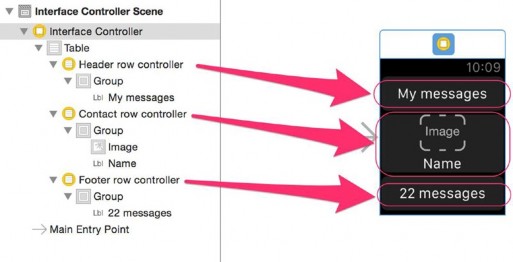 Interface Controller Scene
Interface Controller
Table
Header row controller
Group
Lbl My messages
Contact row controller
Group
Image
Lbl Name
Footer row controller
Group
Lbl 22 messages
Main Entry Point
10:09
My messages
Image
Name
22 messages